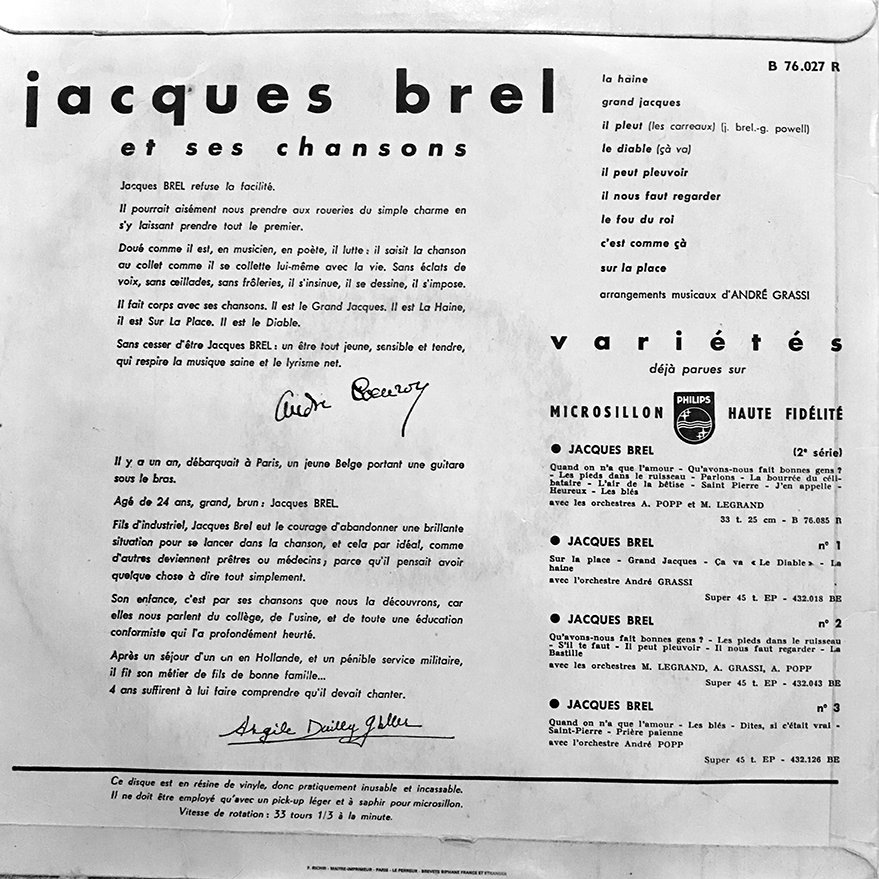 B 76.027 R
jacques brel
et ses chansons
Jacques BREL refuse la facilité.
Il pourrait aisément nous prendre aux roueries du simple charme en
s'y laissant prendre tout le premier.
Doué comme il est, en musicien, en poète, il lutte : il saisit la chanson
au collet comme il se collette lui-même avec la vie. Sans éclats de
voix, sans œillades, sans frôleries, il s'insinue, il se dessine, il s'impose.
Il fait corps avec ses chansons. Il est le Grand Jacques. Il est La Haine,
il est Sur La Place. Il est le Diable.
Sans cesser d'être Jacques BREL : un être tout jeune, sensible et tendre,
qui respire la musique saine et le lyrisme net.
André Cœuroy
Il y a un an, débarquait à Paris, un jeune Belge portant une guitare
sous le bras.
Agé de 24 ans, grand, brun : Jacques BREL.
Fils d'industriel, Jacques Brel eut le courage d'abandonner une brillante
situation pour se lancer dans la chanson, et cela par idéal, comme
d'autres deviennent prêtres ou médecins ; parce qu'il pensait avoir
quelque chose à dire tout simplement.
Son enfance, c'est par ses chansons que nous la découvrons, car
elles nous parlent du collège, de l'usine, et de toute une éducation
conformiste qui l'a profondément heurté.
Après un séjour d'un an en Hollande, et un pénible service militaire,
il fit son métier de fils de bonne famille...
4 ans suffirent à lui faire comprendre qu'il devait chanter.
Angèle
la haine
grand jacques
il pleut (les carreaux) (j. brel.-g. powell)
le diable (çà va)
il peut pleuvoir
il nous faut regarder
le fou du roi
c'est comme çà
sur la place
arrangements musicaux d'ANDRÉ GRASSI
variétés
déjà parues sur
MICROSILLON PHILIPS HAUTE FIDÉLITÉ
● JACQUES BREL (2e série)
Quand on n'a que l'amour - Qu'avons-nous fait bonnes gens ?
- Les pieds dans le ruisseau - Parlons - La bourrée du céli-
bataire - L'air de la bêtise - Saint Pierre - J'en appelle -
Heureux - Les blés
avec les orchestres A. POPP et M. LEGRAND
33 t. 25 cm - B 76.085 R
● JACQUES BREL n° 1
Sur la place - Grand Jacques - Ça va « Le Diable » - La
haine
avec l'orchestre André GRASSI
Super 45 t. EP - 432.018 BE
● JACQUES BREL n° 2
Qu'avons-nous fait bonnes gens ? - Les pieds dans le ruisseau
- S'il te faut - Il peut pleuvoir - Il nous faut regarder - La
Bastille
avec les orchestres M. LEGRAND, A. GRASSI, A. POPP
Super 45 t. EP - 432.043 BE
● JACQUES BREL n° 3
Quand on n'a que l'amour - Les blés - Dites, si c'était vrai -
Saint-Pierre - Prière païenne
avec l'orchestre André POPP
Super 45 t. EP - 432.126 BE
Ce disque est en résine de vinyle, donc pratiquement inusable et incassable.
Il ne doit être employé qu'avec un pick-up léger et à saphir pour microsillon.
Vitesse de rotation : 33 tours 1/3 à la minute.
MAITRE-IMPRIMEUR - PARIS - LE PERREUX - BREVETS BIPHANE FRANCE ET ETRANGER